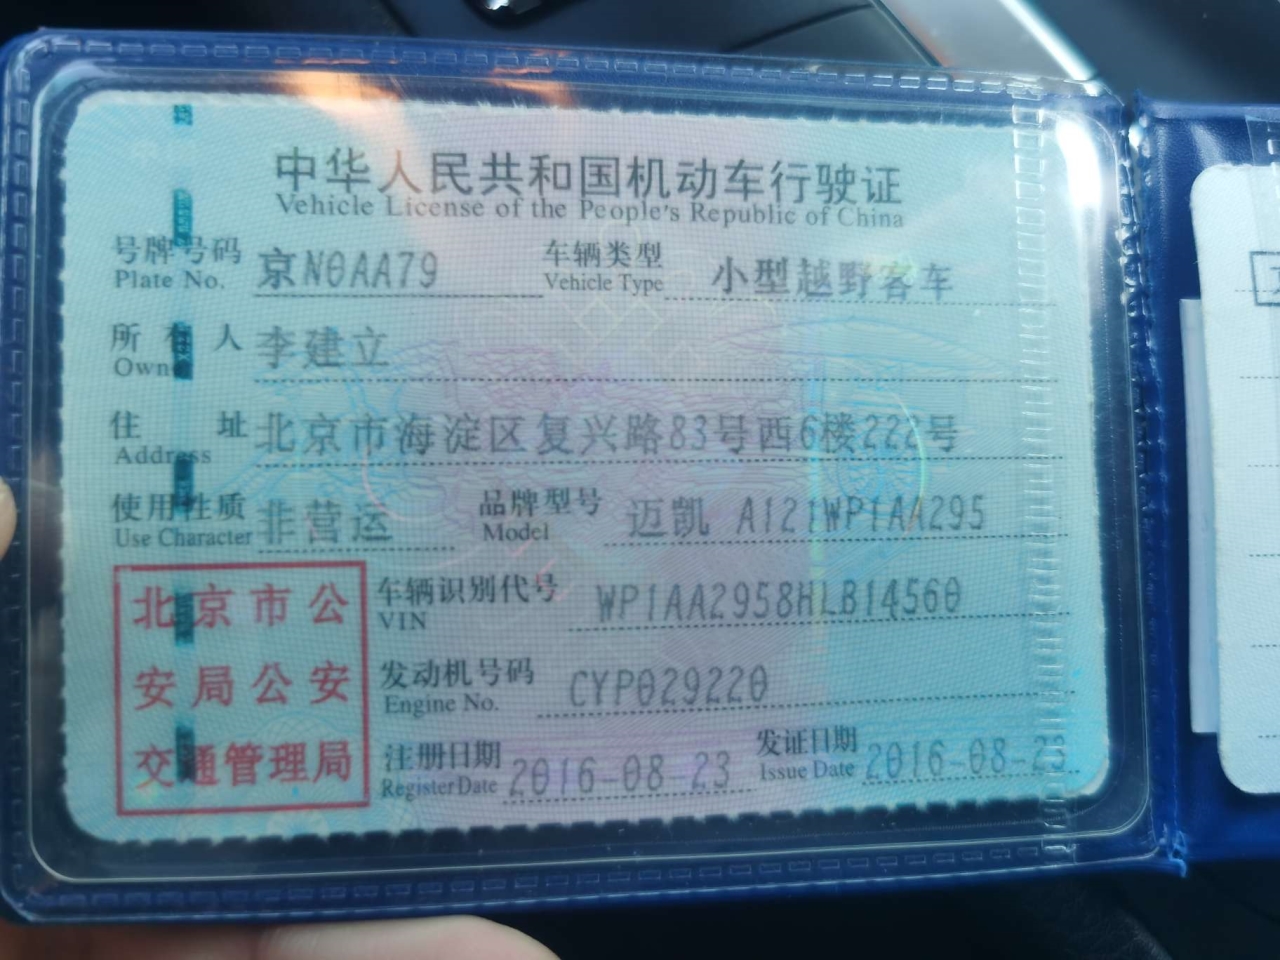 中华人民共和国机动车行驶证
Vehicle License of the People's Republic of China
号牌号码 京N0AA79 车辆类型 小型越野客车
Plate No. Vehicle Type
所有人 李建立
Owner
住址 北京市海淀区复兴路83号西6楼222号
Address
使用性质 非营运 品牌型号 迈凯 A121WP1AA295
Use Character Model
北京市公安局公安交通管理局
车辆识别代号 WP1AA2958HLB14560
VIN
发动机号码 CYP029220
Engine No.
注册日期 2016-08-23 发证日期 2016-08-23
Register Date Issue Date